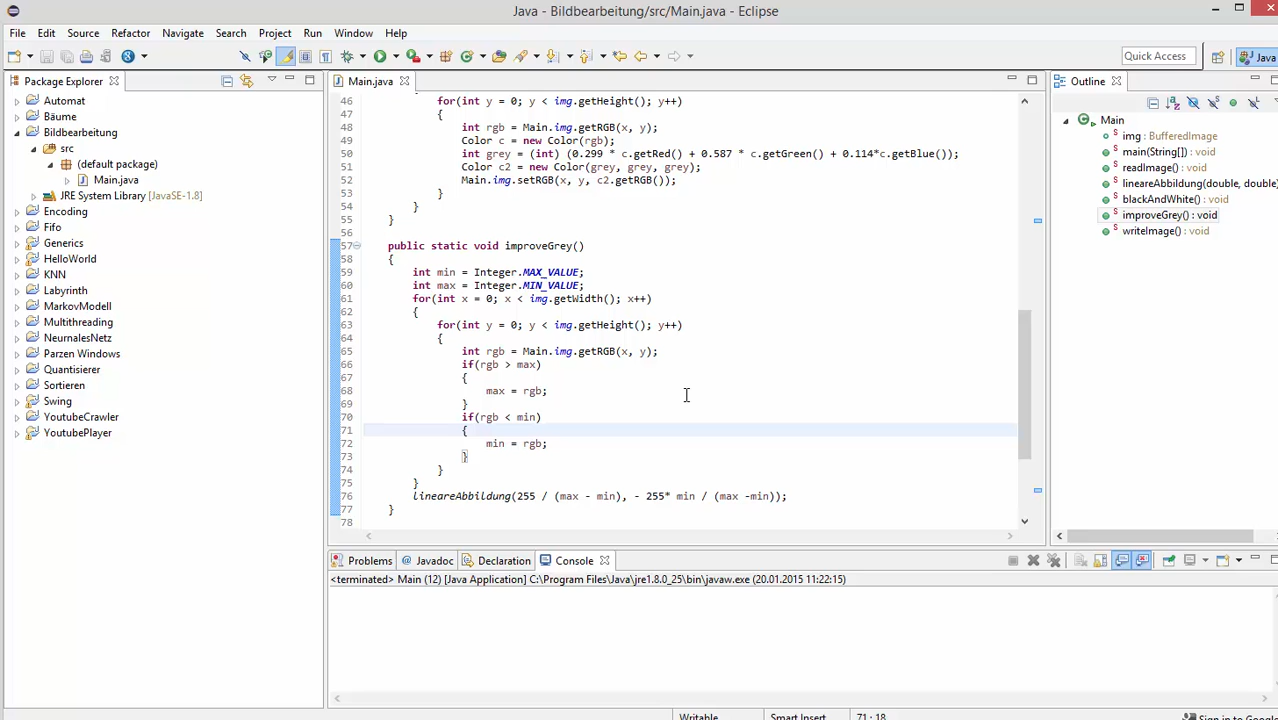 Java - Bildbearbeitung/src/Main.java - Eclipse
File Edit Source Refactor Navigate Search Project Run Window Help
Quick Access
Java
Package Explorer
Automat
Bäume
Bildbearbeitung
src
(default package)
Main.java
JRE System Library [JavaSE-1.8]
Encoding
Fifo
Generics
HelloWorld
KNN
Labyrinth
MarkovModell
Multithreading
NeurnalesNetz
Parzen Windows
Quantisierer
Sortieren
Swing
YoutubeCrawler
YoutubePlayer
Main.java
46 for(int y = 0; y < img.getHeight(); y++)
47 {
48 int rgb = Main.img.getRGB(x, y);
49 Color c = new Color(rgb);
50 int grey = (int) (0.299 * c.getRed() + 0.587 * c.getGreen() + 0.114*c.getBlue());
51 Color c2 = new Color(grey, grey, grey);
52 Main.img.setRGB(x, y, c2.getRGB());
53 }
54 }
55 }
56
57 public static void improveGrey()
58 {
59 int min = Integer.MAX_VALUE;
60 int max = Integer.MIN_VALUE;
61 for(int x = 0; x < img.getWidth(); x++)
62 {
63 for(int y = 0; y < img.getHeight(); y++)
64 {
65 int rgb = Main.img.getRGB(x, y);
66 if(rgb > max)
67 {
68 max = rgb;
69 }
70 if(rgb < min)
71 {
72 min = rgb;
73 }
74 }
75 }
76 lineareAbbildung(255 / (max - min), - 255* min / (max -min));
77 }
78
Outline
Main
img : BufferedImage
main(String[]) : void
readImage() : void
lineareAbbildung(double, double)
blackAndWhite() : void
improveGrey() : void
writeImage() : void
Problems Javadoc Declaration Console
<terminated> Main (12) [Java Application] C:\Program Files\Java\jre1.8.0_25\bin\javaw.exe (20.01.2015 11:22:15)
Writable Smart Insert 71 : 18 Sign in to Google